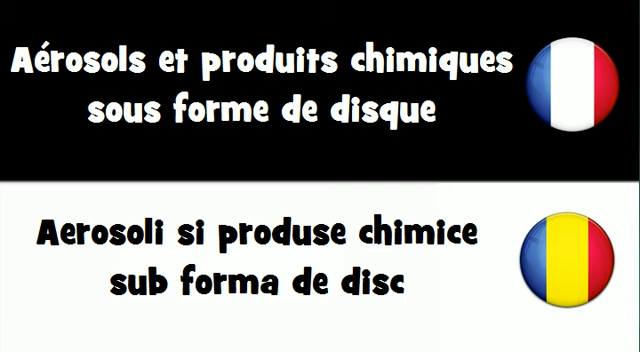 Aérosols et produits chimiques
sous forme de disque
Aerosoli si produse chimice
sub forma de disc